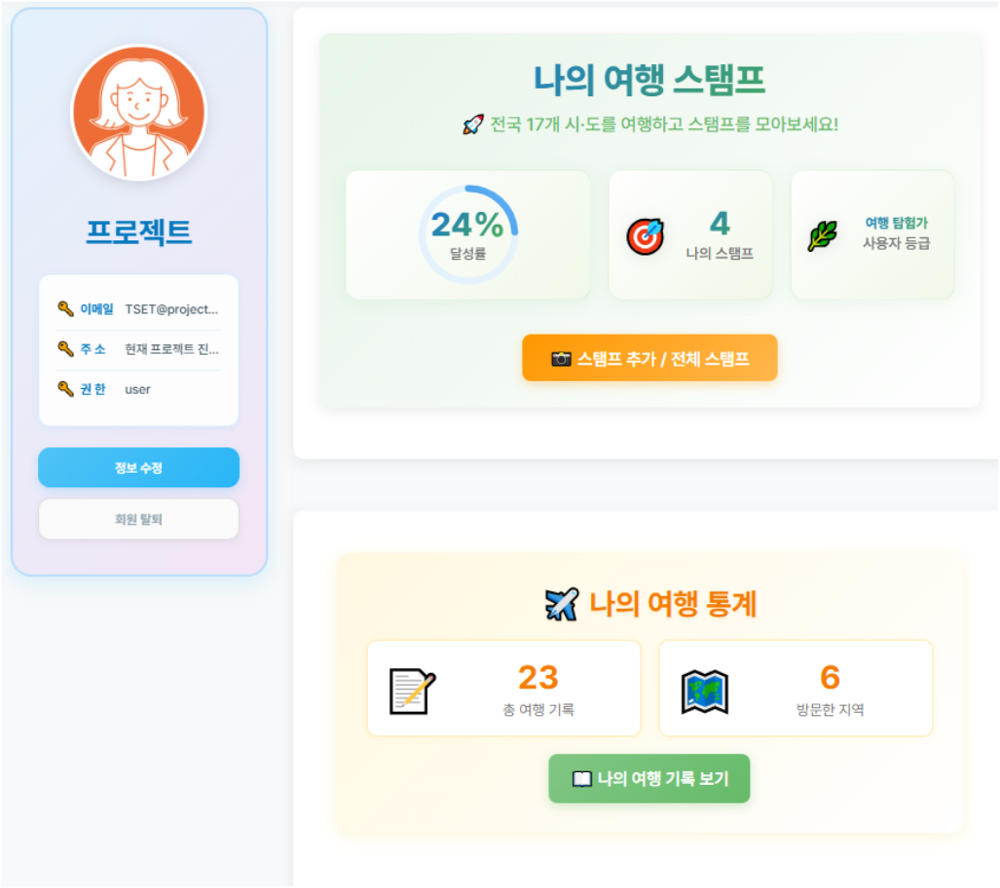 프로젝트
이메일 TSET@project...
주 소 현재 프로젝트 진...
권 한 user
정보 수정
회원 탈퇴
나의 여행 스탬프
전국 17개 시·도를 여행하고 스탬프를 모아보세요!
24%
달성률
4
나의 스탬프
여행 탐험가
사용자 등급
스탬프 추가 / 전체 스탬프
나의 여행 통계
23
총 여행 기록
6
방문한 지역
나의 여행 기록 보기